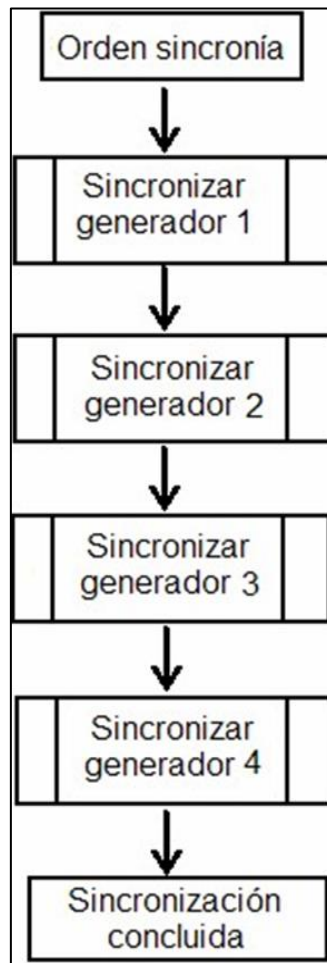 Orden sincronía
Sincronizar
generador 1
Sincronizar
generador 2
Sincronizar
generador 3
Sincronizar
generador 4
Sincronización
concluida